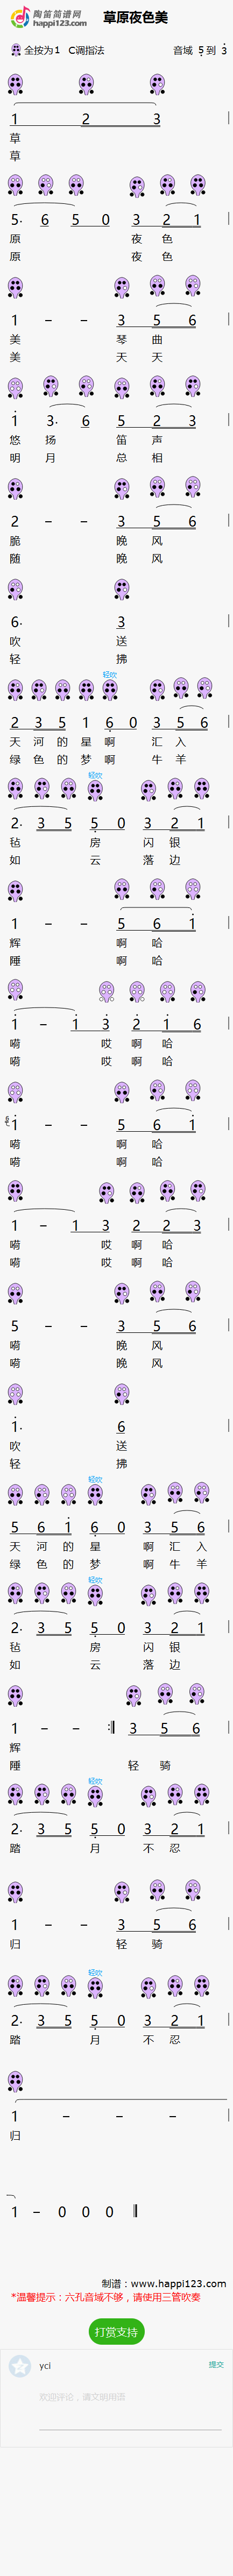 陶笛简谱网
happi123.com
草原夜色美
全按为1 C调指法 音域 5̣ 到 3̇
1 2 3
草
草
5. 6 5 0 3 2 1
原 夜 色
原 夜 色
1 – – 3 5 6
美 琴 曲
美 天 天
1̇ 3. 6 5 2 3
悠 扬 笛 声
明 月 总 相
2 – – 3 5 6
脆 晚 风
随 晚 风
6. 3
吹 送
轻 拂
轻吹
2 3 5 1 6̣ 0 3 5 6
天 河 的 星 啊 汇 入
绿 色 的 梦 啊 牛 羊
轻吹
2. 3 5 5̣ 0 3 2 1
毡 房 闪 银
如 云 落 边
1 – – 5 6 1̇
辉 啊 哈
陲 啊 哈
1̇ – 1̇ 3̇ 2̇ 1̇ 6
嗬 哎 啊 哈
嗬 哎 啊 哈
1̇ – – 5 6 1̇
嗬 啊 哈
嗬 啊 哈
1 – 1 3 2 2 3
嗬 哎 啊 哈
嗬 哎 啊 哈
5 – – 3 5 6
嗬 晚 风
嗬 晚 风
1̇. 6
吹 送
轻 拂
轻吹
5 6 1̇ 6̣ 0 3 5 6
天 河 的 星 啊 汇 入
绿 色 的 梦 啊 牛 羊
轻吹
2. 3 5 5̣ 0 3 2 1
毡 房 闪 银
如 云 落 边
1 – – :‖ 3 5 6
辉
陲 轻 骑
轻吹
2. 3 5 5̣ 0 3 2 1
踏 月 不 忍
1 – – 3 5 6
归 轻 骑
轻吹
2. 3 5 5̣ 0 3 2 1
踏 月 不 忍
1 – – –
归
1 – 0 0 0
制谱：www.happi123.com
*温馨提示：六孔音域不够，请使用三管吹奏
打赏支持
yci 提交
欢迎评论，请文明用语